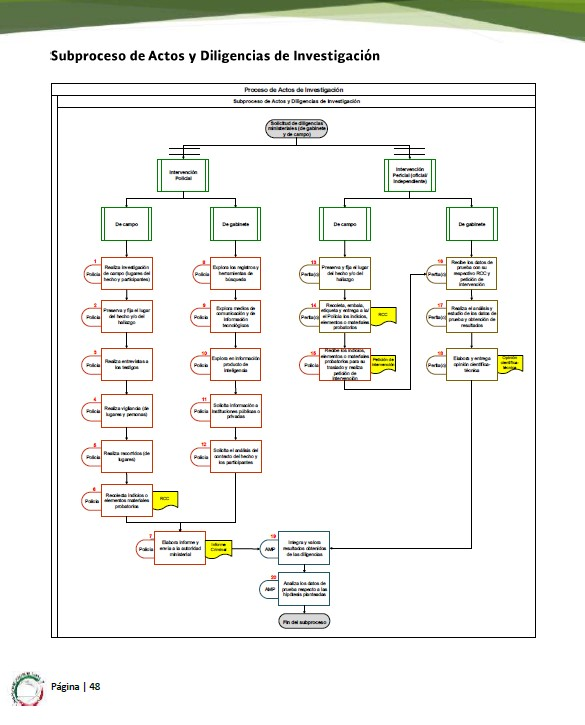 Subproceso de Actos y Diligencias de Investigación
Proceso de Actos de Investigación
Subproceso de Actos y Diligencias de Investigación
Solicitud de diligencias
ministeriales (de gabinete
y de campo)
Intervención
Policial
Intervención
Pericial (oficial/
Independiente)
De campo
De gabinete
De campo
De gabinete
1
Policía
Realiza investigación
de campo (lugares del
hecho y participantes)
2
Policía
Preserva y fija el lugar
del hecho y/o del
hallazgo
3
Policía
Realiza entrevistas a
los testigos
4
Policía
Realiza vigilancia (de
lugares y personas)
5
Policía
Realiza recorridos (de
lugares)
6
Policía
Recolecta indicios o
elementos materiales
probatorios
RCC
7
Policía
Elabora informe y
envía a la autoridad
ministerial
Informe
Criminal
8
Policía
Explora los registros y
herramientas de
búsqueda
9
Policía
Explora medios de
comunicación y de
información
tecnológicos
10
Policía
Explora en información
producto de
inteligencia
11
Policía
Solicita información a
instituciones públicas o
privadas
12
Policía
Solicita el análisis del
contexto del hecho y
los participantes
13
Perito(a)
Preserva y fija el lugar
del hecho y/o del
hallazgo
14
Perito(a)
Recolecta, embala,
etiqueta y entrega a la/
el Policía los indicios,
elementos o materiales
probatorios
RCC
15
Policía
Recibe los indicios,
elementos o materiales
probatorios para su
traslado y realiza
petición de
intervención
Petición de
intervención
16
Perito(a)
Recibe los datos de
prueba con su
respectivo RCC y
petición de
intervención
17
Perito(a)
Realiza el análisis y
estudio de los datos de
prueba y obtención de
resultados
18
Perito(a)
Elabora y entrega
opinión científica-
técnica
Opinión
científica-
técnica
19
AMP
Integra y valora
resultados obtenidos
de las diligencias
20
AMP
Analiza los datos de
prueba respecto a las
hipótesis planteadas
Fin del subproceso
Página | 48